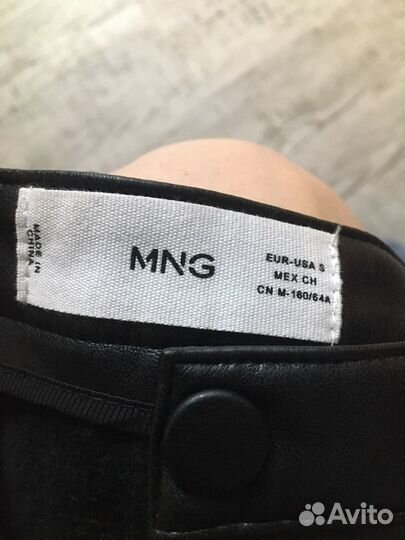 MADE IN
CHINA
MNG
EUR-USA S
MEX CH
CN M-160/64A
Avito